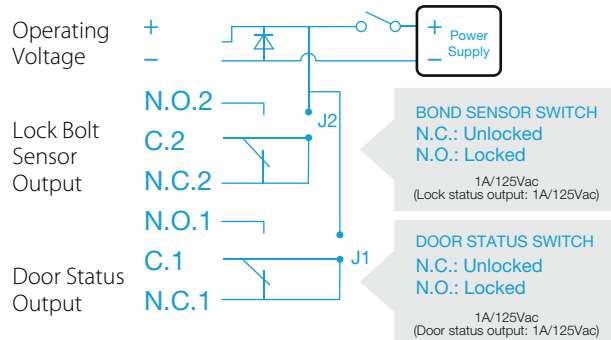 Operating
Voltage
+
−
+
−
Power
Supply
Lock Bolt
Sensor
Output
N.O.2
C.2
N.C.2
J2
BOND SENSOR SWITCH
N.C.: Unlocked
N.O.: Locked
1A/125Vac
(Lock status output: 1A/125Vac)
Door Status
Output
N.O.1
C.1
N.C.1
J1
DOOR STATUS SWITCH
N.C.: Unlocked
N.O.: Locked
1A/125Vac
(Door status output: 1A/125Vac)